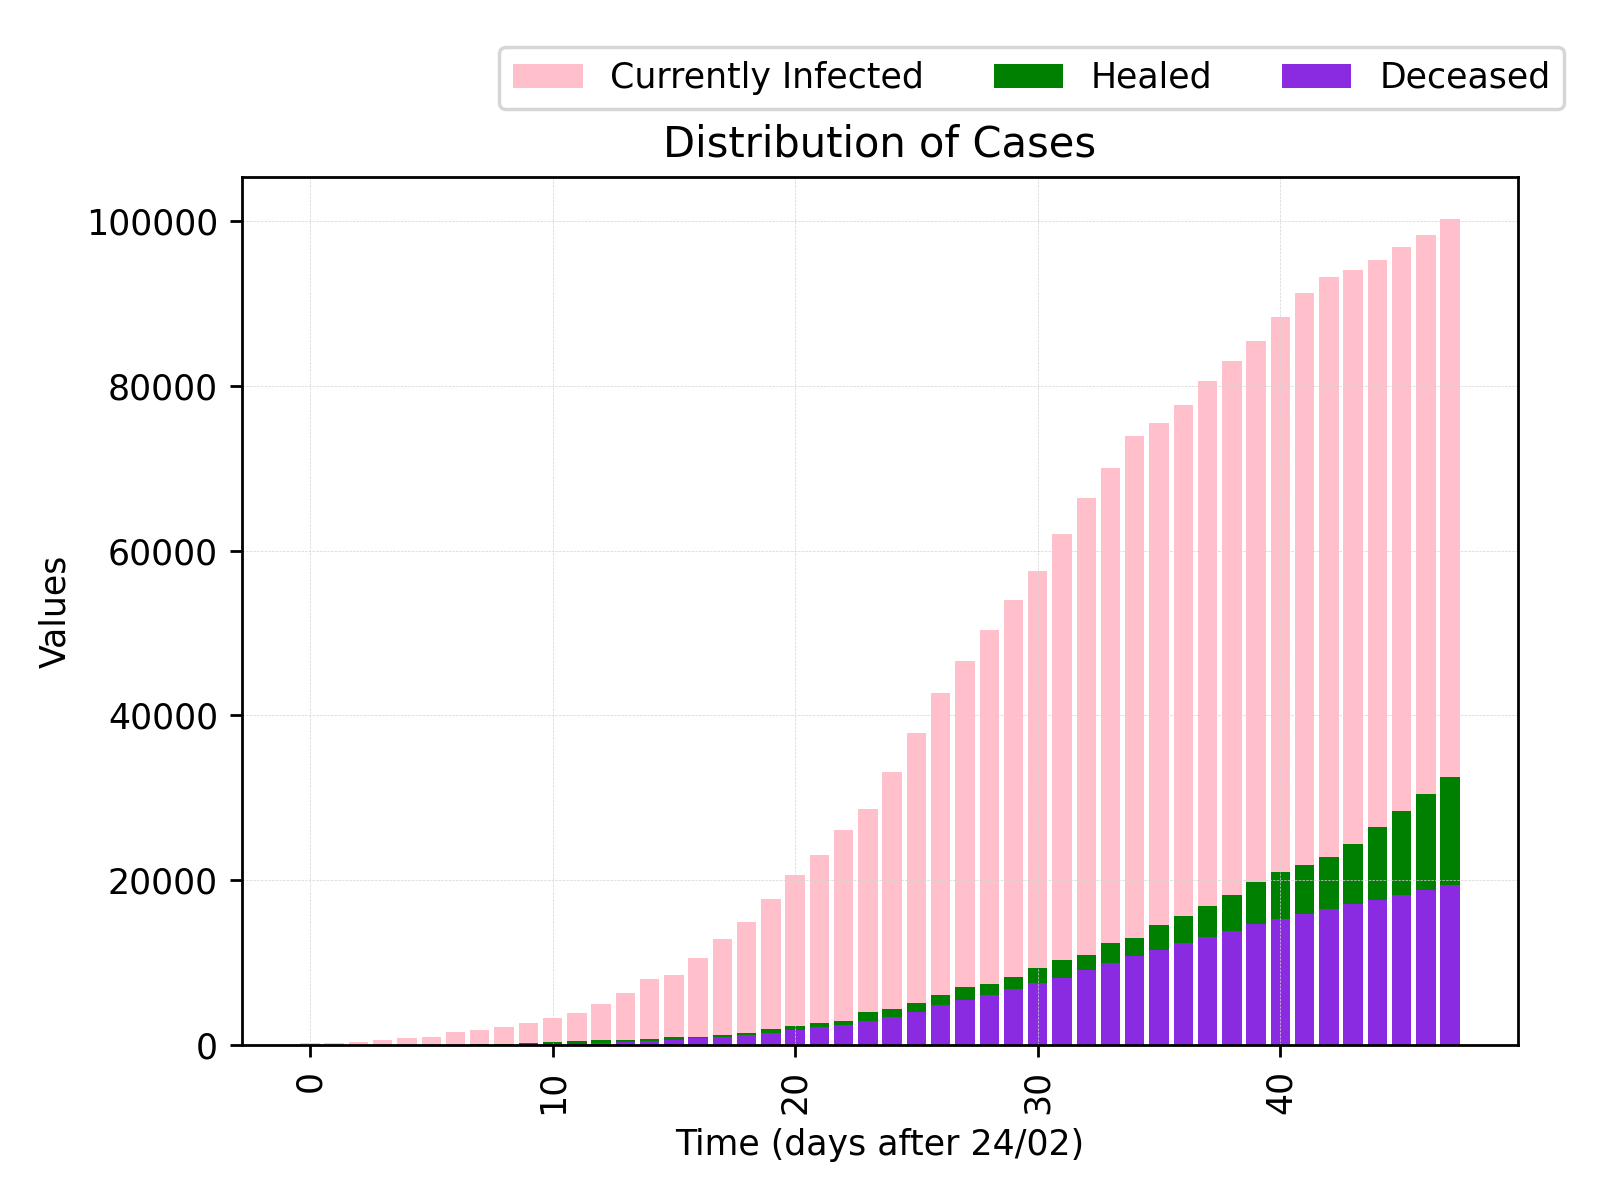 Currently Infected Healed Deceased
Distribution of Cases
Values
100000
80000
60000
40000
20000
0
0 10 20 30 40
Time (days after 24/02)